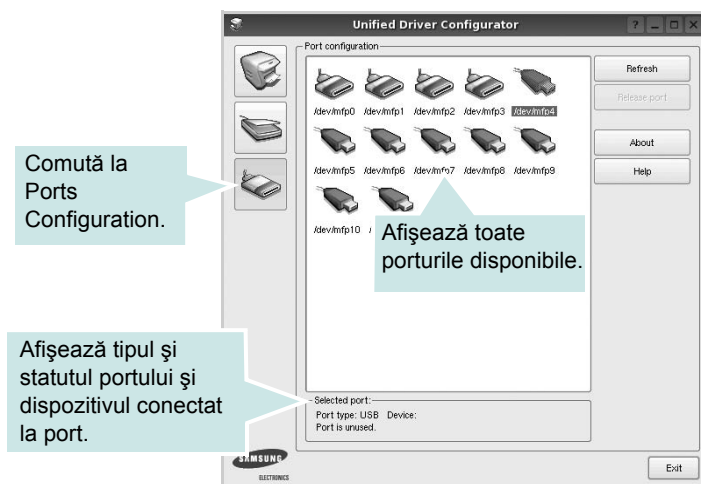 Unified Driver Configurator
Port configuration
/dev/mfp0 /dev/mfp1 /dev/mfp2 /dev/mfp3 /dev/mfp4
/dev/mfp5 /dev/mfp6 /dev/mfp7 /dev/mfp8 /dev/mfp9
/dev/mfp10
Refresh
Release port
About
Help
Comută la
Ports
Configuration.
Afişează toate
porturile disponibile.
Afişează tipul şi
statutul portului şi
dispozitivul conectat
la port.
Selected port:
Port type: USB Device:
Port is unused.
SAMSUNG
ELECTRONICS
Exit